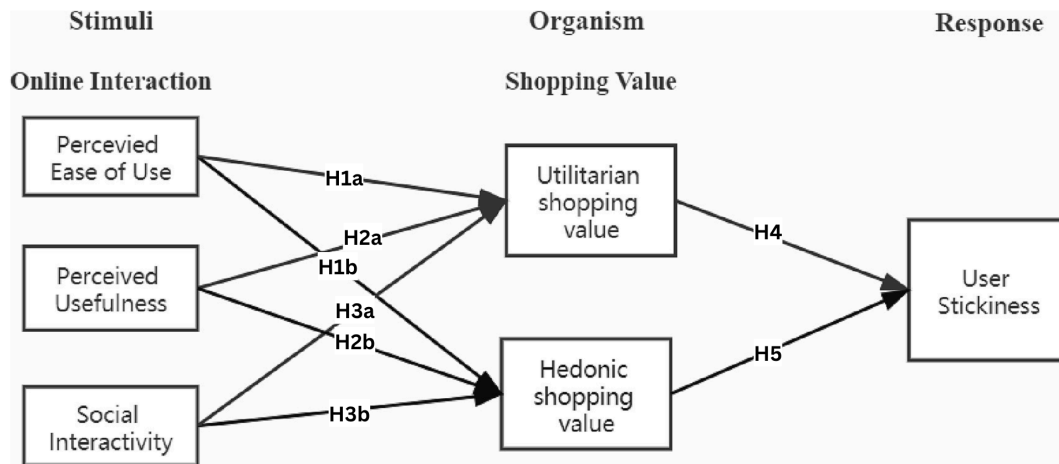 Stimuli
Organism
Response
Online Interaction
Shopping Value
Percevied
Ease of Use
H1a
Utilitarian
shopping
value
H2a
H4
H1b
Perceived
Usefulness
User
Stickiness
H3a
H2b
H5
Hedonic
shopping
value
H3b
Social
Interactivity